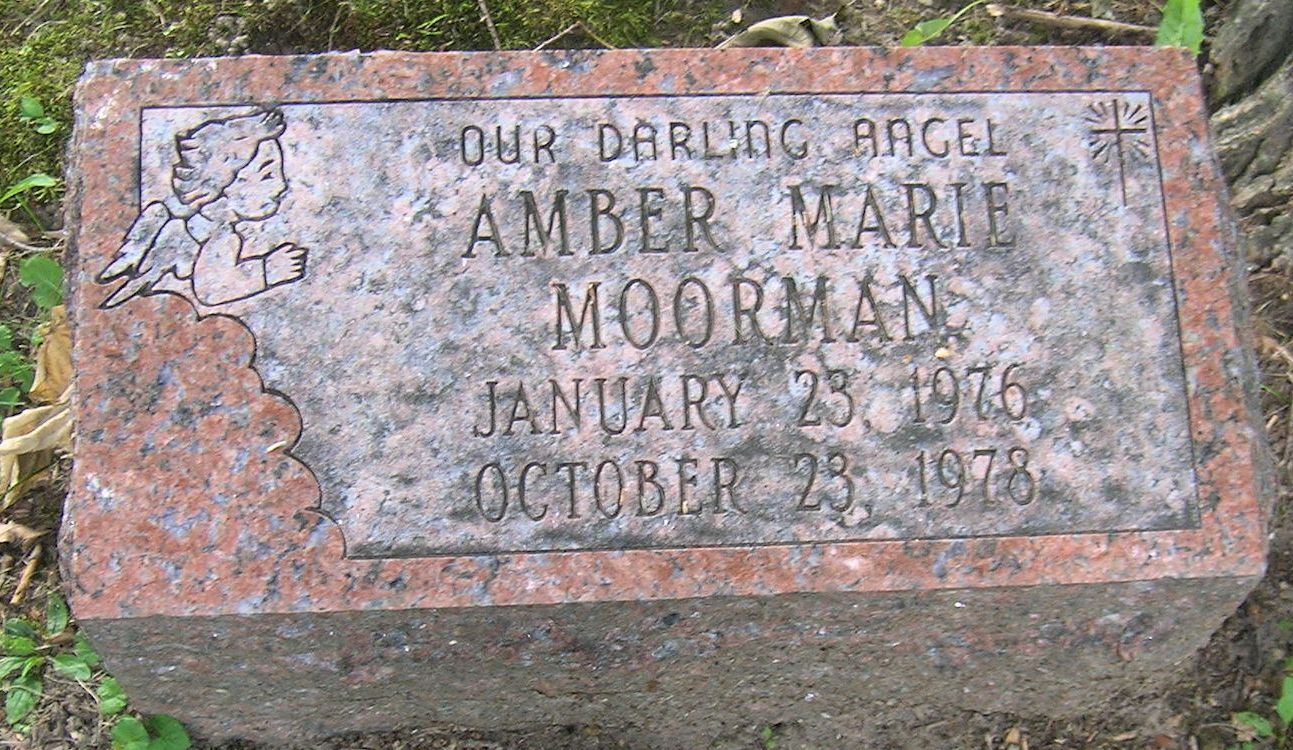 OUR DARLING ANGEL
AMBER MARIE
MOORMAN
JANUARY 23, 1976
OCTOBER 23, 1978